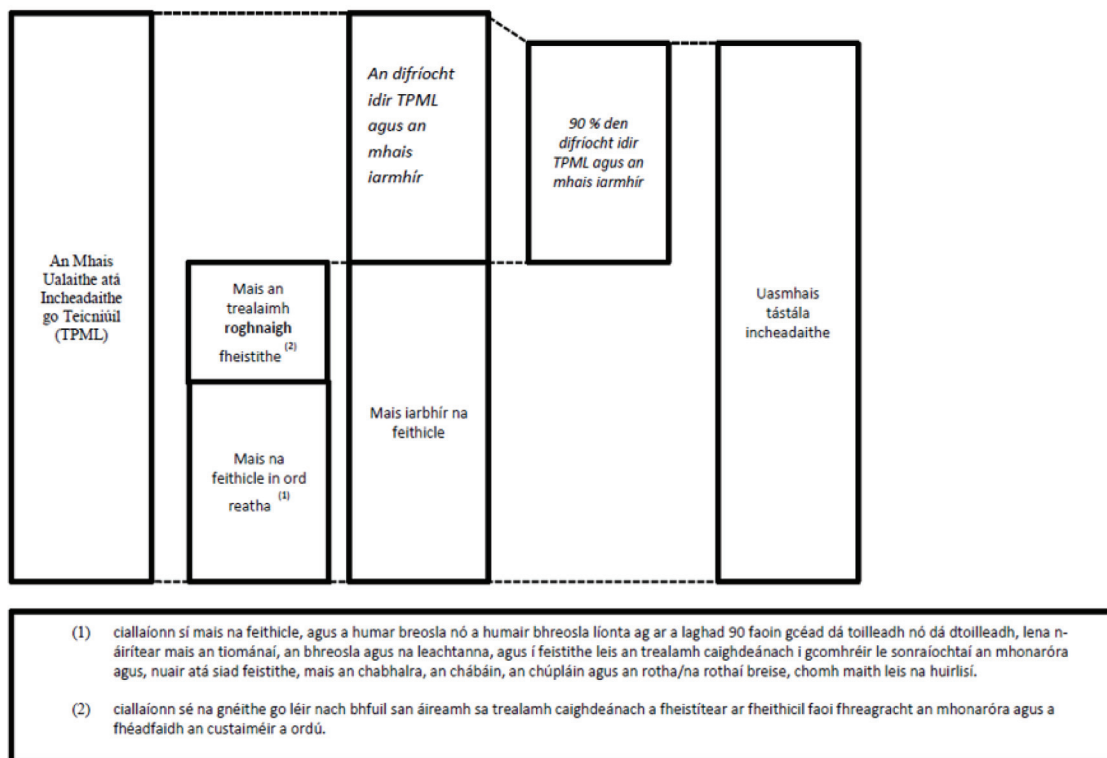 An Mhais
Ualaithe atá
Incheadaithe
go Teicniúil
(TPML)
Mais an
trealaimh
roghnaigh
fheistithe (2)
Mais na
feithicle in ord
reatha (1)
An difríocht
idir TPML
agus an
mhais
iarmhír
Mais iarbhír na
feithicle
90 % den
difríocht idir
TPML agus an
mhais iarmhír
Uasmhais
tástála
incheadaithe
(1) ciallaíonn sí mais na feithicle, agus a humar breosla nó a humair bhreosla líonta ag ar a laghad 90 faoin gcéad dá toilleadh nó dá dtoilleadh, lena n-
áirítear mais an tiománaí, an bhreosla agus na leachtanna, agus í feistithe leis an trealamh caighdeánach i gcomhréir le sonraíochtaí an mhonaróra
agus, nuair atá siad feistithe, mais an chabhalra, an chábáin, an chúpláin agus an rotha/na rothaí breise, chomh maith leis na huirlisí.
(2) ciallaíonn sé na gnéithe go léir nach bhfuil san áireamh sa trealamh caighdeánach a fheistítear ar fheithicil faoi fhreagracht an mhonaróra agus a
fhéadfaidh an custaiméir a ordú.